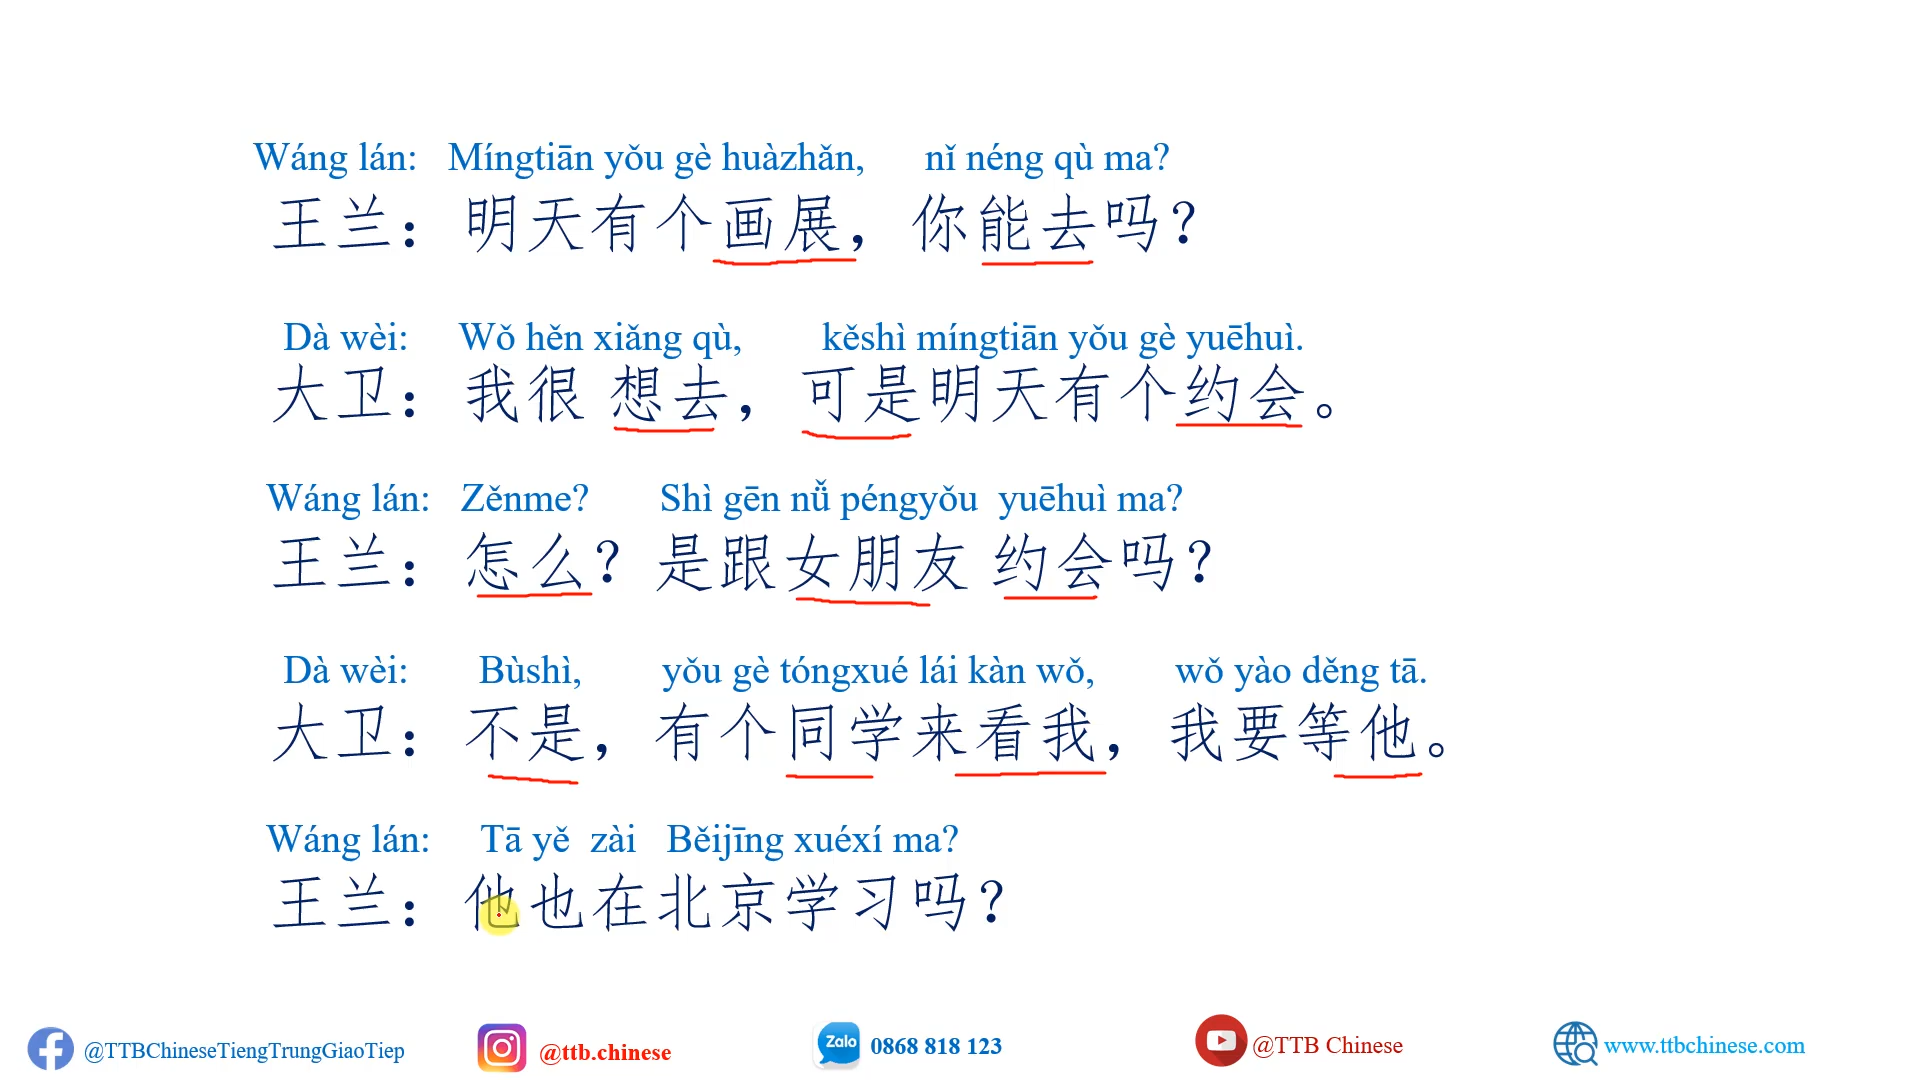 Wáng lán: Míngtiān yǒu gè huàzhǎn, nǐ néng qù ma?
王兰：明天有个画展，你能去吗？
Dà wèi: Wǒ hěn xiǎng qù, kěshì míngtiān yǒu gè yuēhuì.
大卫：我很 想去，可是明天有个约会。
Wáng lán: Zěnme? Shì gēn nǚ péngyǒu yuēhuì ma?
王兰：怎么？是跟女朋友 约会吗？
Dà wèi: Bùshì, yǒu gè tóngxué lái kàn wǒ, wǒ yào děng tā.
大卫：不是，有个同学来看我，我要等他。
Wáng lán: Tā yě zài Běijīng xuéxí ma?
王兰：他也在北京学习吗？
@TTBChineseTiengTrungGiaoTiep @ttb.chinese Zalo 0868 818 123 @TTB Chinese www.ttbchinese.com